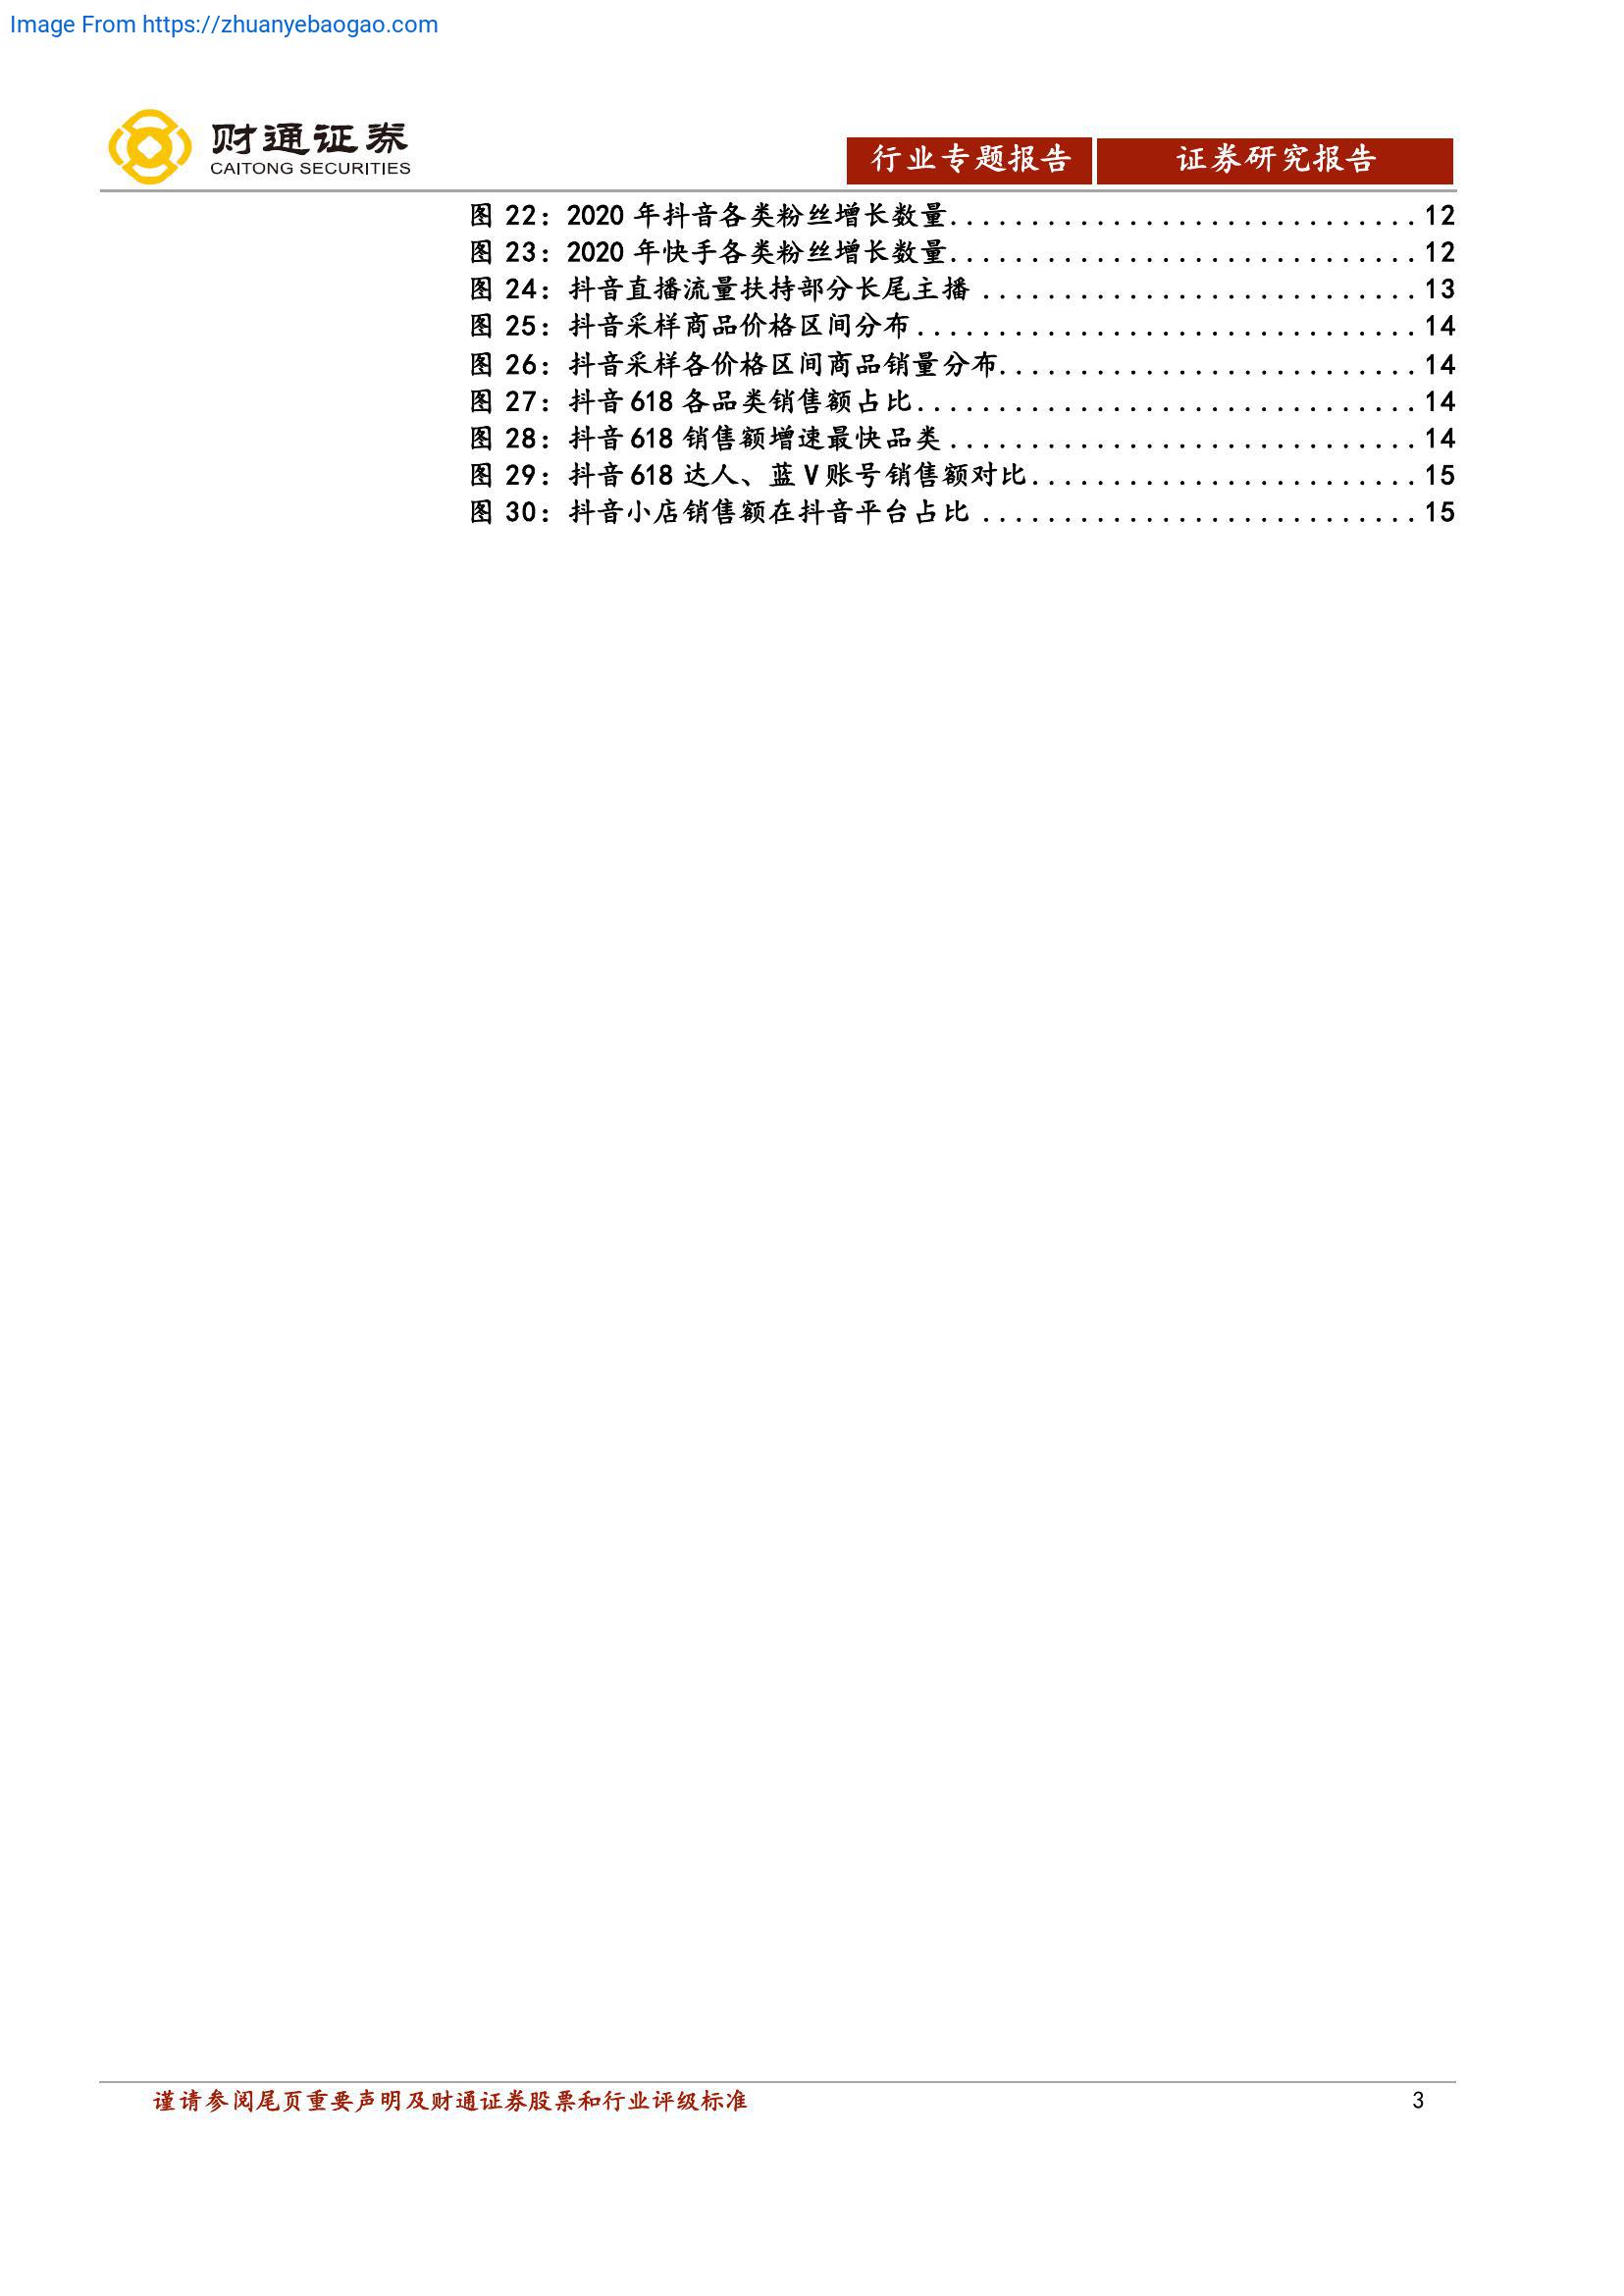 Image From https://zhuanyebaogao.com
财通证券
CAITONG SECURITIES
行业专题报告 证券研究报告
图 22：2020 年抖音各类粉丝增长数量............................. 12
图 23：2020 年快手各类粉丝增长数量............................. 12
图 24：抖音直播流量扶持部分长尾主播 ........................... 13
图 25：抖音采样商品价格区间分布............................... 14
图 26：抖音采样各价格区间商品销量分布.......................... 14
图 27：抖音 618 各品类销售额占比............................... 14
图 28：抖音 618 销售额增速最快品类 ............................. 14
图 29：抖音 618 达人、蓝 V 账号销售额对比........................ 15
图 30：抖音小店销售额在抖音平台占比 ........................... 15
谨请参阅尾页重要声明及财通证券股票和行业评级标准 3